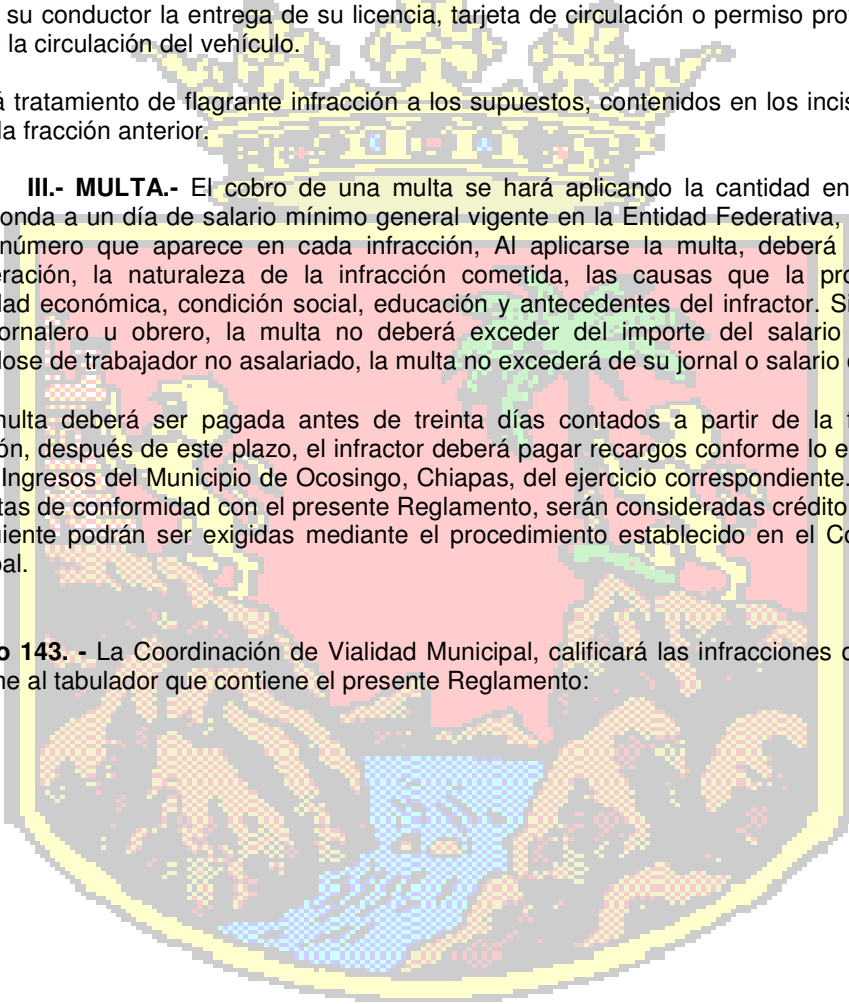 su conductor la entrega de su licencia, tarjeta de circulación o permiso pro
la circulación del vehículo.
tratamiento de flagrante infracción a los supuestos, contenidos en los incis
la fracción anterior.
III.- MULTA.- El cobro de una multa se hará aplicando la cantidad en
onda a un día de salario mínimo general vigente en la Entidad Federativa,
número que aparece en cada infracción, Al aplicarse la multa, deberá
eración, la naturaleza de la infracción cometida, las causas que la pro
dad económica, condición social, educación y antecedentes del infractor. Si
ornalero u obrero, la multa no deberá exceder del importe del salario
dose de trabajador no asalariado, la multa no excederá de su jornal o salario
multa deberá ser pagada antes de treinta días contados a partir de la
ón, después de este plazo, el infractor deberá pagar recargos conforme lo e
Ingresos del Municipio de Ocosingo, Chiapas, del ejercicio correspondiente.
tas de conformidad con el presente Reglamento, serán consideradas crédito
uiente podrán ser exigidas mediante el procedimiento establecido en el Co
pal.
o 143. - La Coordinación de Vialidad Municipal, calificará las infracciones
ne al tabulador que contiene el presente Reglamento: